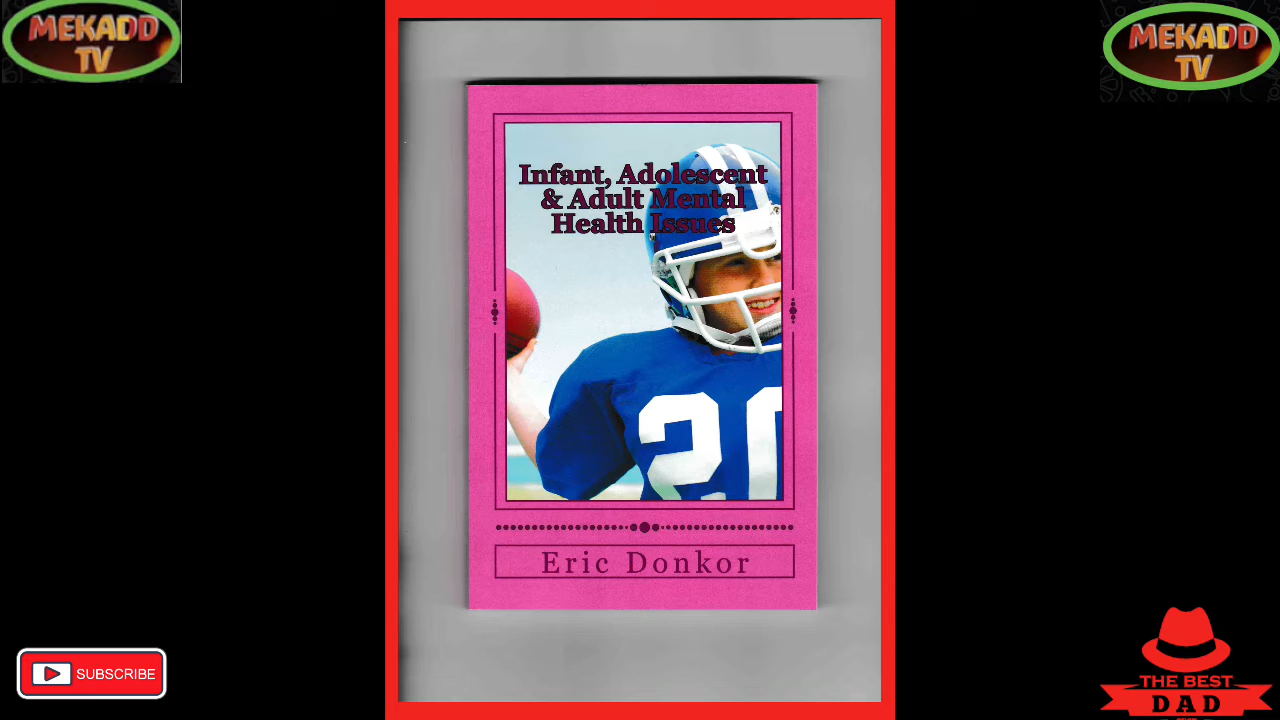 MEKADD
TV
MEKADD
TV
Infant, Adolescent
& Adult Mental
Health Issues
20
Eric Donkor
SUBSCRIBE
THE BEST
DAD